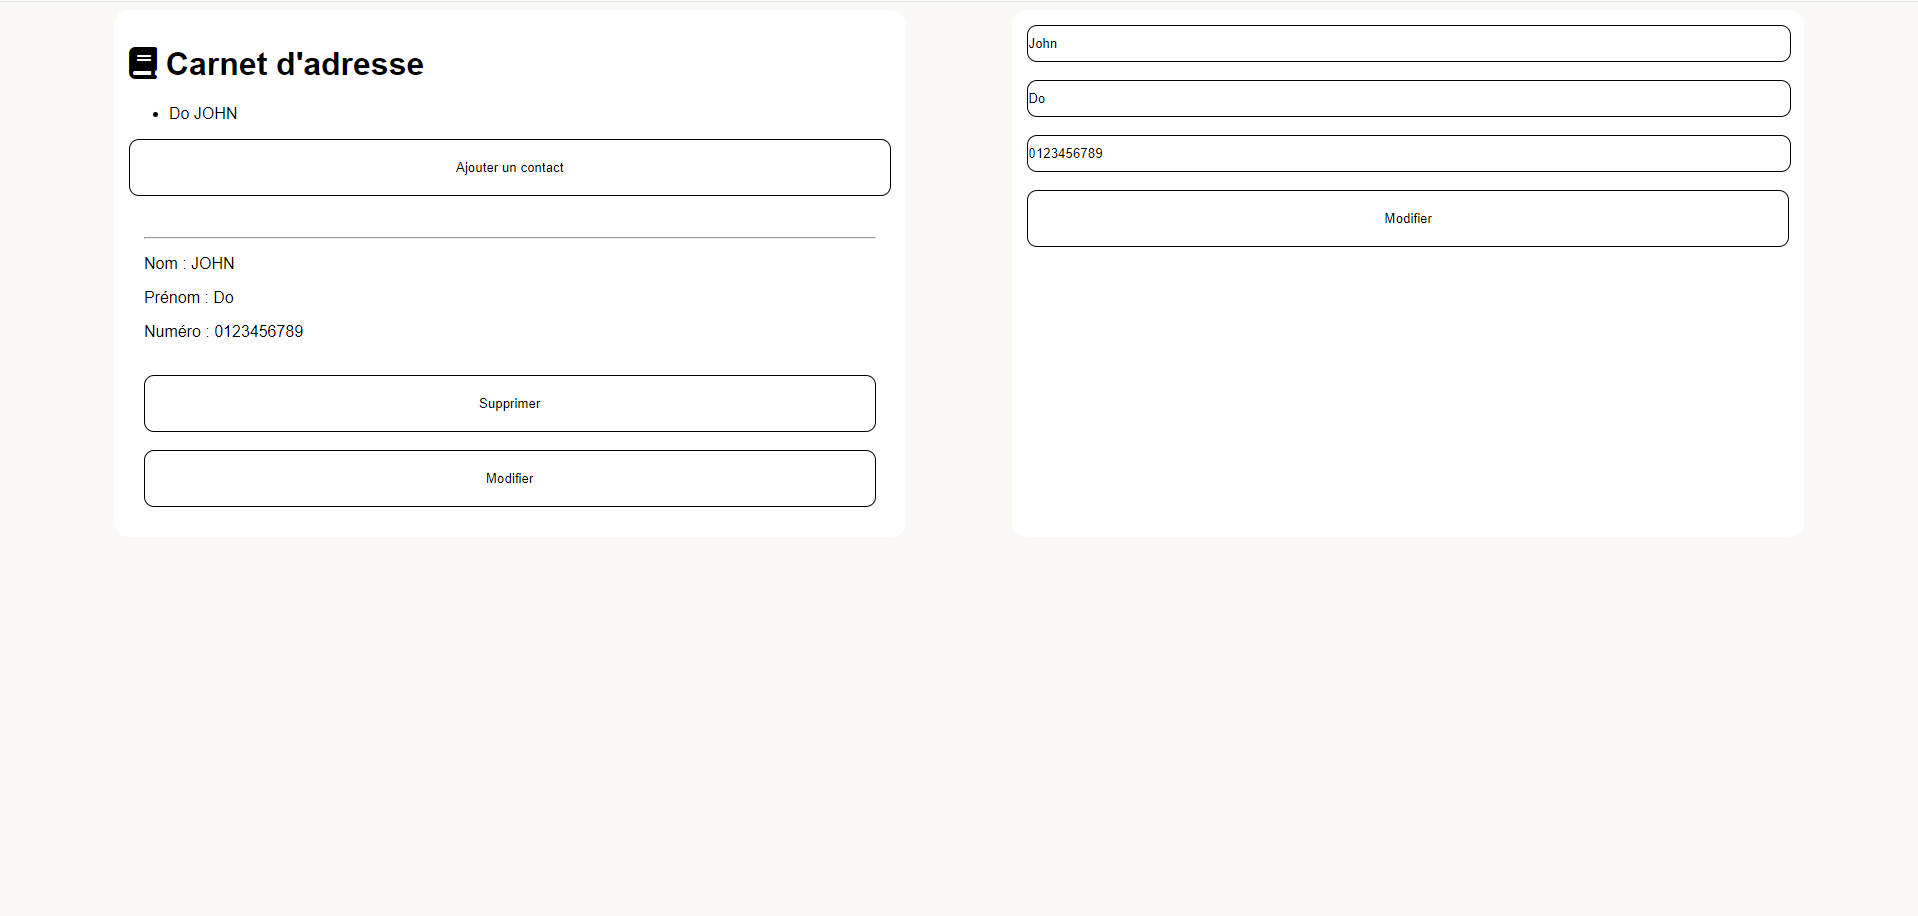 Carnet d'adresse
Do JOHN
Ajouter un contact
Nom : JOHN
Prénom : Do
Numéro : 0123456789
Supprimer
Modifier
John
Do
0123456789
Modifier